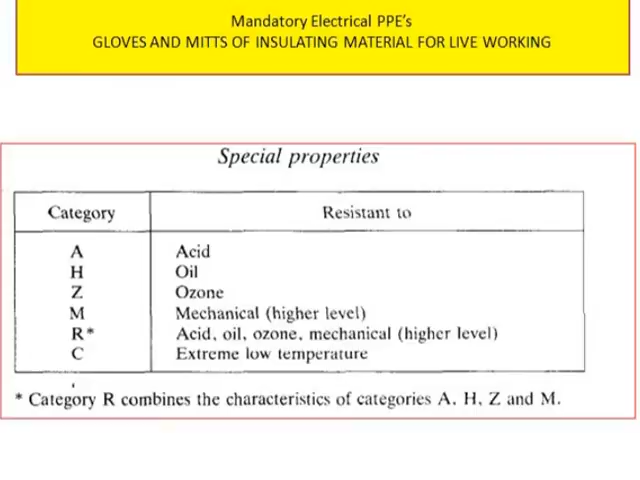 Mandatory Electrical PPE's
GLOVES AND MITTS OF INSULATING MATERIAL FOR LIVE WORKING
Special properties
Category Resistant to
A Acid
H Oil
Z Ozone
M Mechanical (higher level)
R* Acid, oil, ozone, mechanical (higher level)
C Extreme low temperature
* Category R combines the characteristics of categories A, H, Z and M.